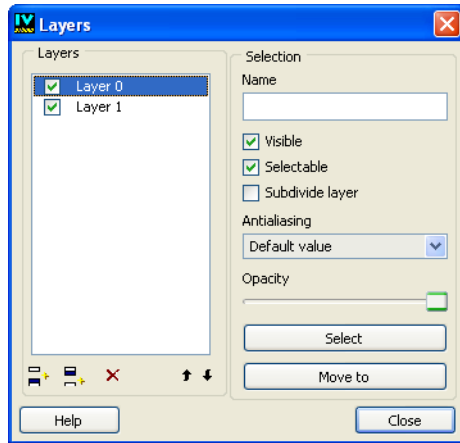 Layers
Layers
Layer 0
Layer 1
Selection
Name
Visible
Selectable
Subdivide layer
Antialiasing
Default value
Opacity
Select
Move to
Help
Close